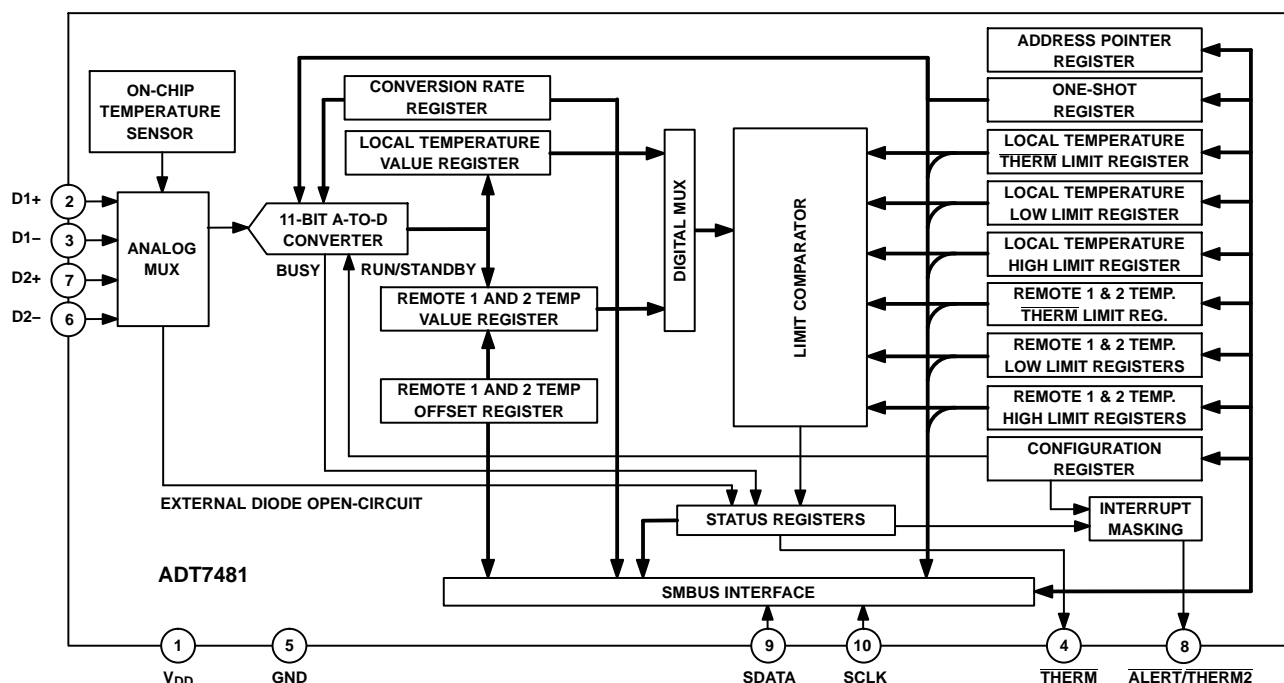 ADDRESS POINTER
REGISTER
ONE-SHOT
REGISTER
ON-CHIP
TEMPERATURE
SENSOR
CONVERSION RATE
REGISTER
LOCAL TEMPERATURE
VALUE REGISTER
LOCAL TEMPERATURE
THERM LIMIT REGISTER
D1+
2
D1–
3
D2+
7
D2–
6
ANALOG
MUX
11-BIT A-TO-D
CONVERTER
BUSY
RUN/STANDBY
DIGITAL MUX
LIMIT COMPARATOR
LOCAL TEMPERATURE
LOW LIMIT REGISTER
LOCAL TEMPERATURE
HIGH LIMIT REGISTER
REMOTE 1 AND 2 TEMP
VALUE REGISTER
REMOTE 1 & 2 TEMP.
THERM LIMIT REG.
REMOTE 1 & 2 TEMP.
LOW LIMIT REGISTERS
REMOTE 1 AND 2 TEMP
OFFSET REGISTER
REMOTE 1 & 2 TEMP.
HIGH LIMIT REGISTERS
CONFIGURATION
REGISTER
EXTERNAL DIODE OPEN-CIRCUIT
STATUS REGISTERS
INTERRUPT
MASKING
ADT7481
SMBUS INTERFACE
1
5
9
10
4
8
VDD
GND
SDATA
SCLK
THERM
ALERT/THERM2